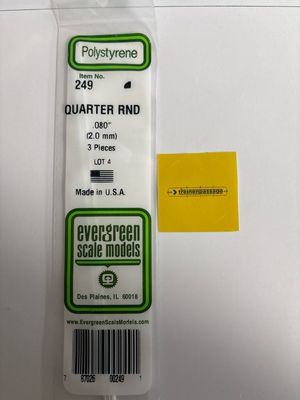 Polystyrene
Item No.
249
QUARTER RND
.080"
(2.0 mm)
3 Pieces
LOT 4
Made in U.S.A.
evergreen
scale models
Des Plaines, IL 60018
www.EvergreenScaleModels.com
7 87026 00249 1
trainenpassage